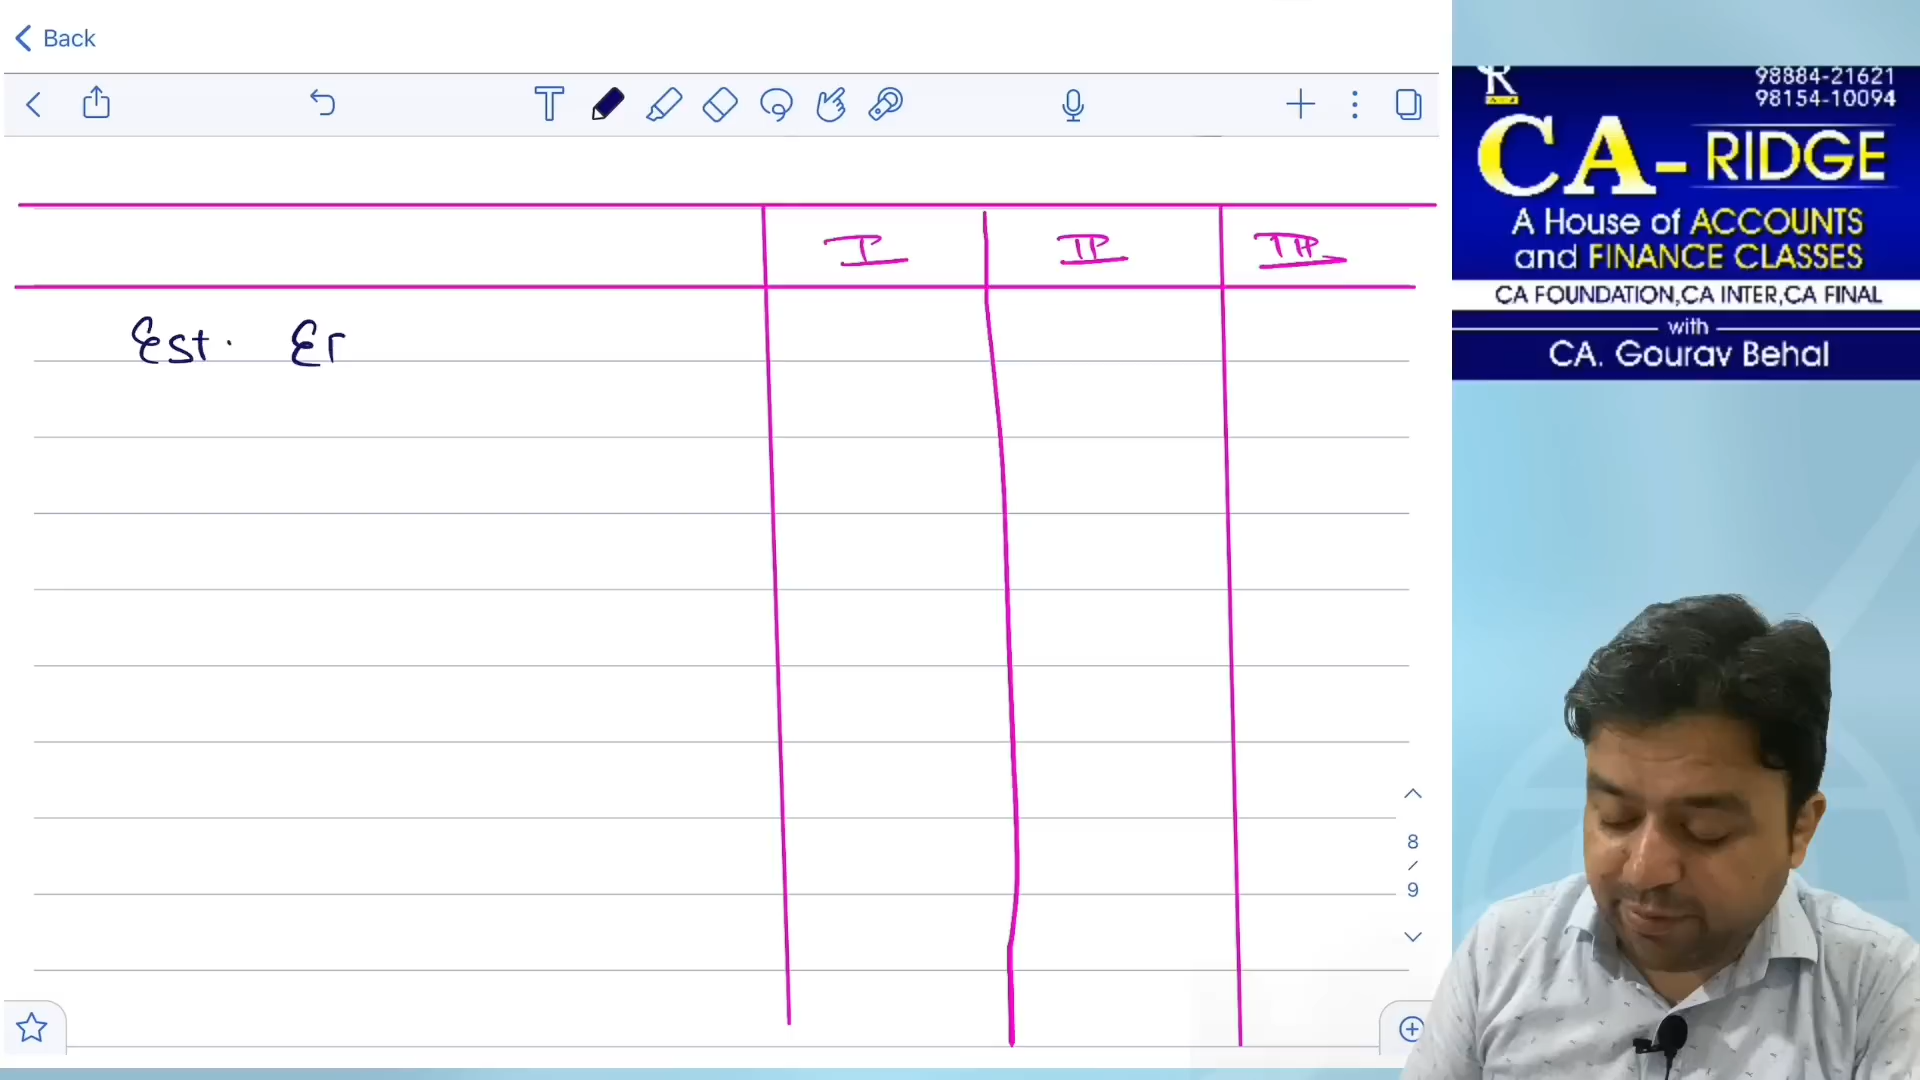 Back
T
I II III
Est. Er
8
/
9
R
98884-21621
98154-10094
CA-RIDGE
A House of ACCOUNTS
and FINANCE CLASSES
CA FOUNDATION,CA INTER,CA FINAL
with
CA. Gourav Behal